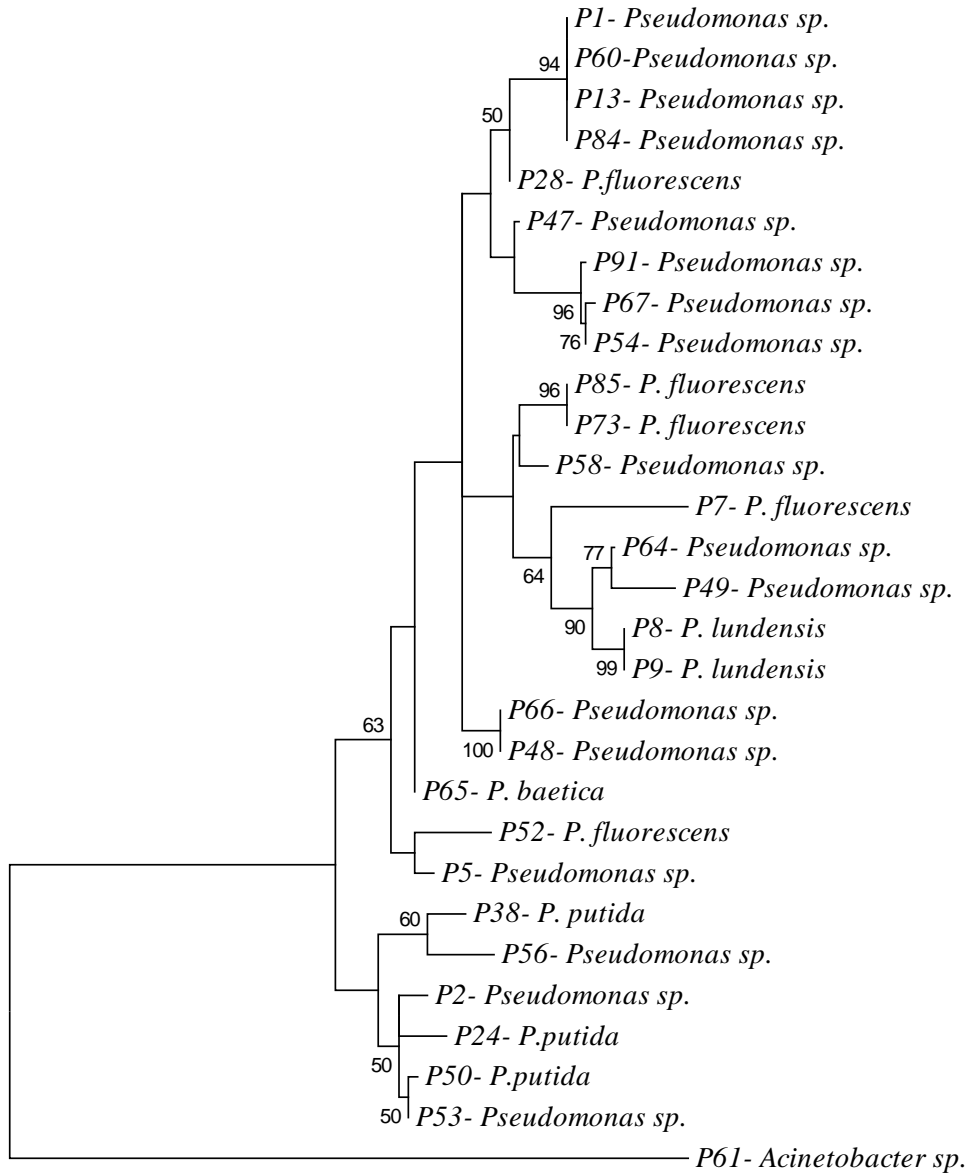 P1- Pseudomonas sp.
P60-Pseudomonas sp.
94
P13- Pseudomonas sp.
50
P84- Pseudomonas sp.
P28- P.fluorescens
P47- Pseudomonas sp.
P91- Pseudomonas sp.
P67- Pseudomonas sp.
96
76
P54- Pseudomonas sp.
P85- P. fluorescens
96
P73- P. fluorescens
P58- Pseudomonas sp.
P7- P. fluorescens
P64- Pseudomonas sp.
77
64
P49- Pseudomonas sp.
90
P8- P. lundensis
99
P9- P. lundensis
P66- Pseudomonas sp.
63
100
P48- Pseudomonas sp.
P65- P. baetica
P52- P. fluorescens
P5- Pseudomonas sp.
P38- P. putida
60
P56- Pseudomonas sp.
P2- Pseudomonas sp.
P24- P.putida
50
P50- P.putida
50
P53- Pseudomonas sp.
P61- Acinetobacter sp.